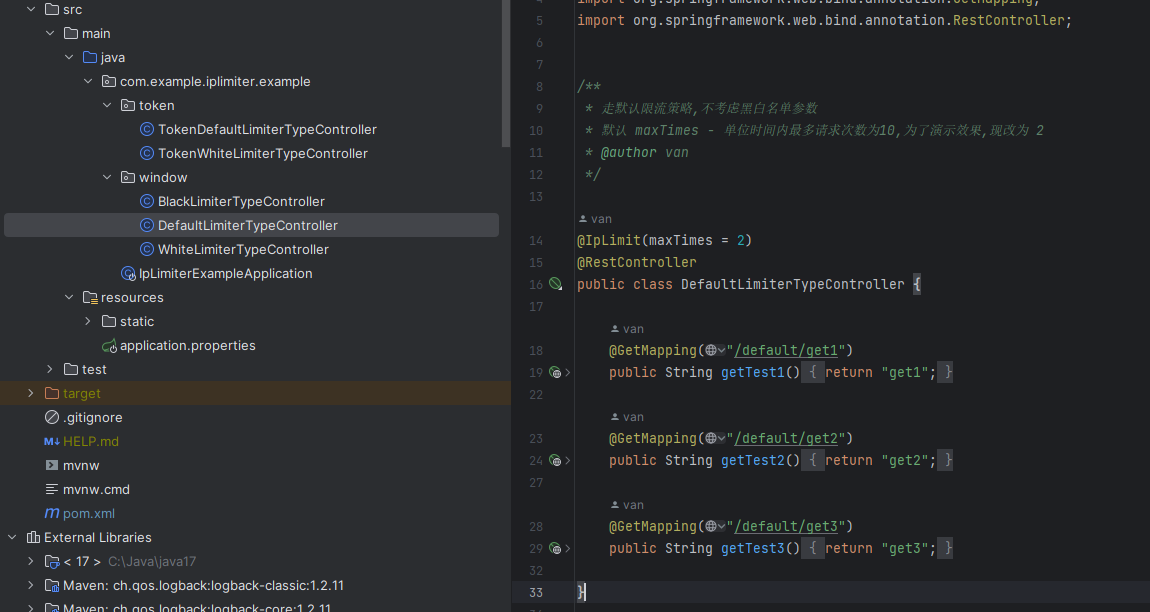 src
main
java
com.example.iplimiter.example
token
TokenDefaultLimiterTypeController
TokenWhiteLimiterTypeController
window
BlackLimiterTypeController
DefaultLimiterTypeController
WhiteLimiterTypeController
IpLimiterExampleApplication
resources
static
application.properties
test
target
.gitignore
M↓ HELP.md
mvnw
mvnw.cmd
m pom.xml
External Libraries
< 17 > C:\Java\java17
Maven: ch.qos.logback:logback-classic:1.2.11
Maven: ch.qos.logback:logback-core:1.2.11
4 import org.springframework.web.bind.annotation.GetMapping;
5 import org.springframework.web.bind.annotation.RestController;
6
7
8 /**
9 * 走默认限流策略,不考虑黑白名单参数
10 * 默认 maxTimes - 单位时间内最多请求次数为10,为了演示效果,现改为 2
11 * @author van
12 */
13
van
14 @IpLimit(maxTimes = 2)
15 @RestController
16 public class DefaultLimiterTypeController {
17
van
18 @GetMapping("/default/get1")
19 public String getTest1() { return "get1"; }
22
van
23 @GetMapping("/default/get2")
24 public String getTest2() { return "get2"; }
27
van
28 @GetMapping("/default/get3")
29 public String getTest3() { return "get3"; }
32
33 }